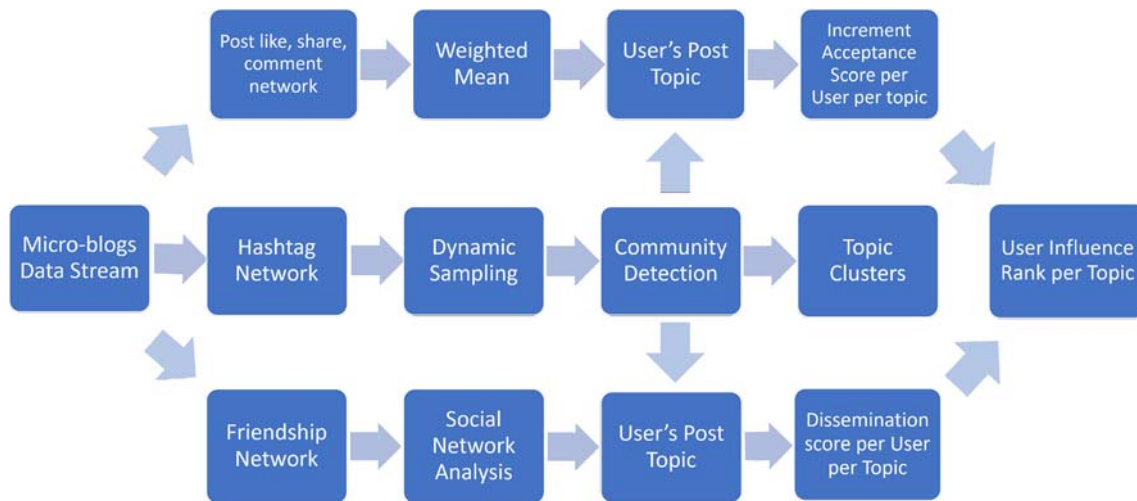 Post like, share,
comment
network
Weighted
Mean
User’s Post
Topic
Increment
Acceptance
Score per
User per topic
Micro-blogs
Data Stream
Hashtag
Network
Dynamic
Sampling
Community
Detection
Topic
Clusters
User Influence
Rank per Topic
Friendship
Network
Social
Network
Analysis
User’s Post
Topic
Dissemination
score per User
per Topic